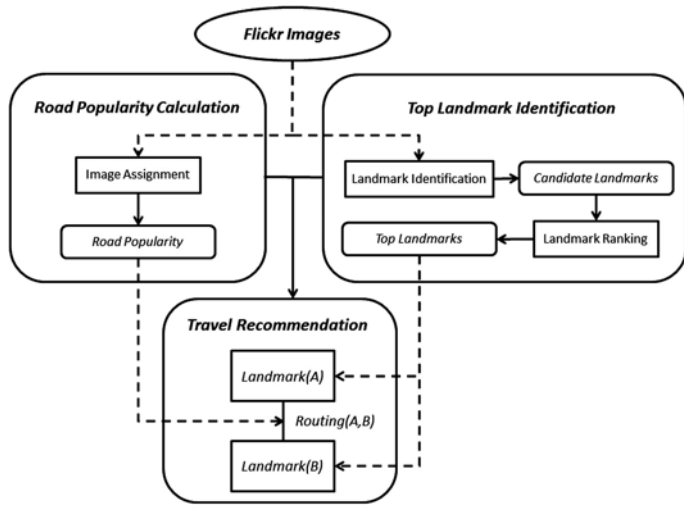 Flickr Images
Road Popularity Calculation
Image Assignment
Road Popularity
Top Landmark Identification
Landmark Identification
Candidate Landmarks
Top Landmarks
Landmark Ranking
Travel Recommendation
Landmark(A)
Routing(A,B)
Landmark(B)